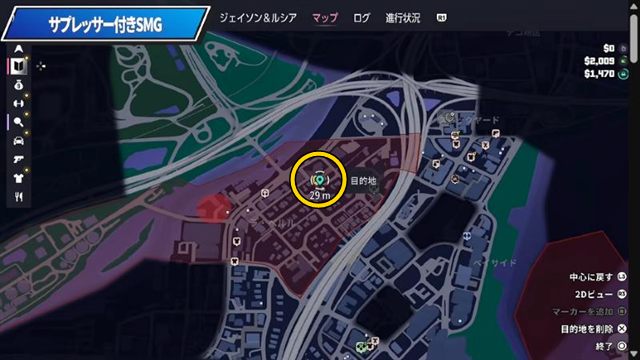 サプレッサー付きSMG
ジェイソン＆ルシア マップ ログ 進行状況 R1
$0
$2,009
$1,470
目的地
29 m
ベイサイド
中心に戻す L3
2Dビュー R3
マーカーを追加
目的地を削除
終了